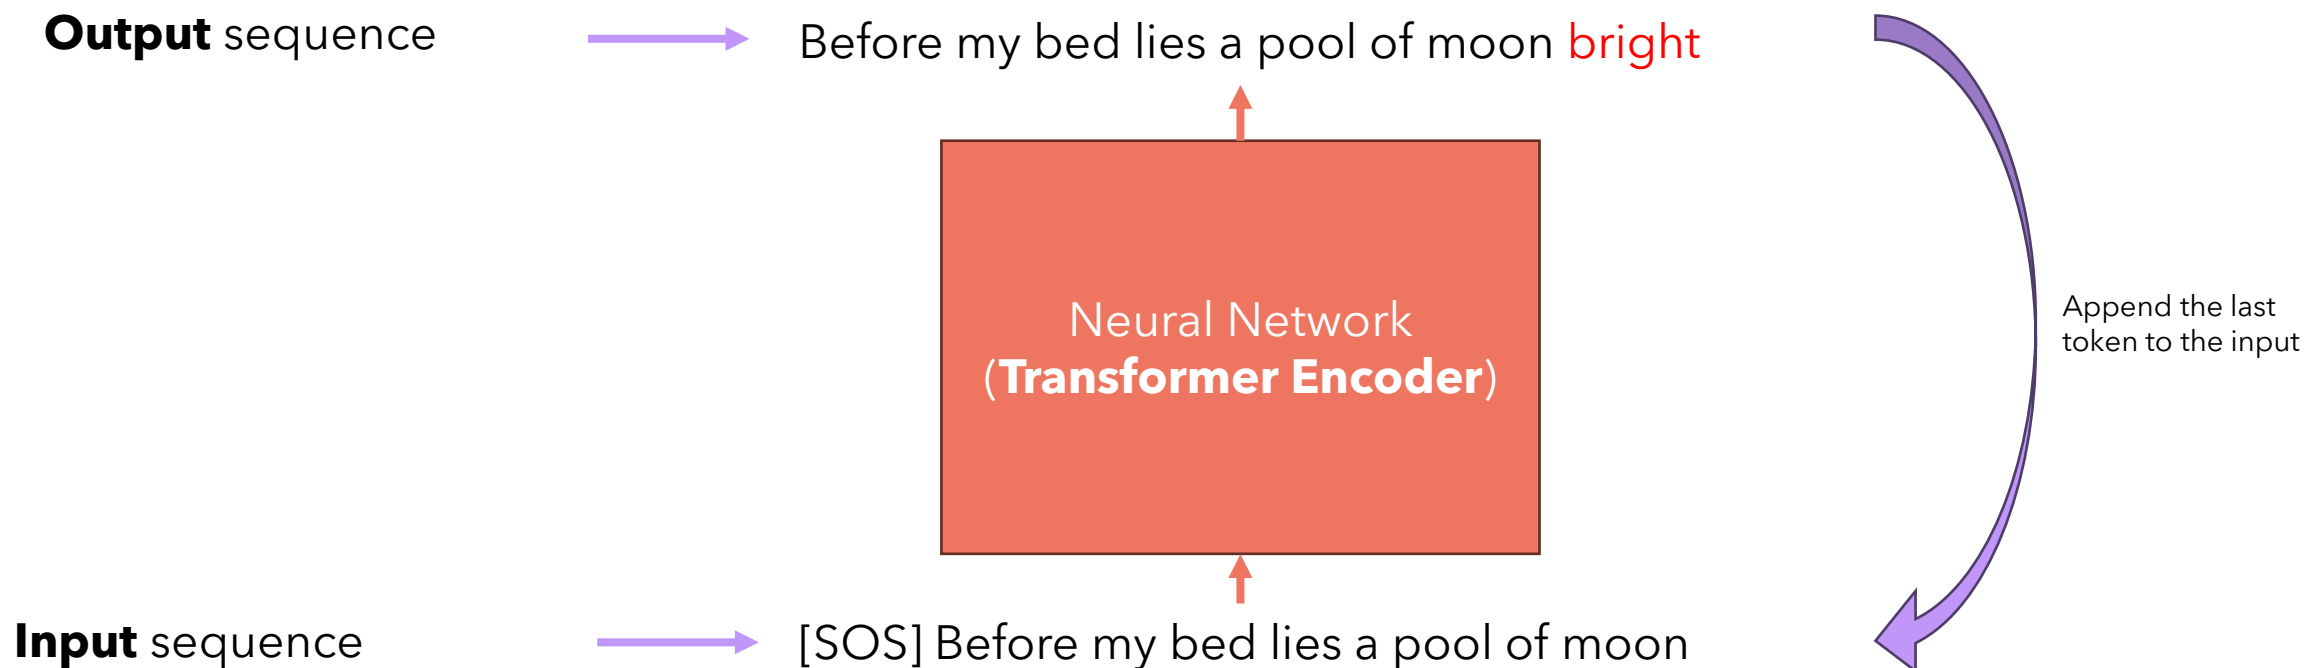 Output sequence
Before my bed lies a pool of moon bright
Neural Network
(Transformer Encoder)
Append the last
token to the input
Input sequence
[SOS] Before my bed lies a pool of moon